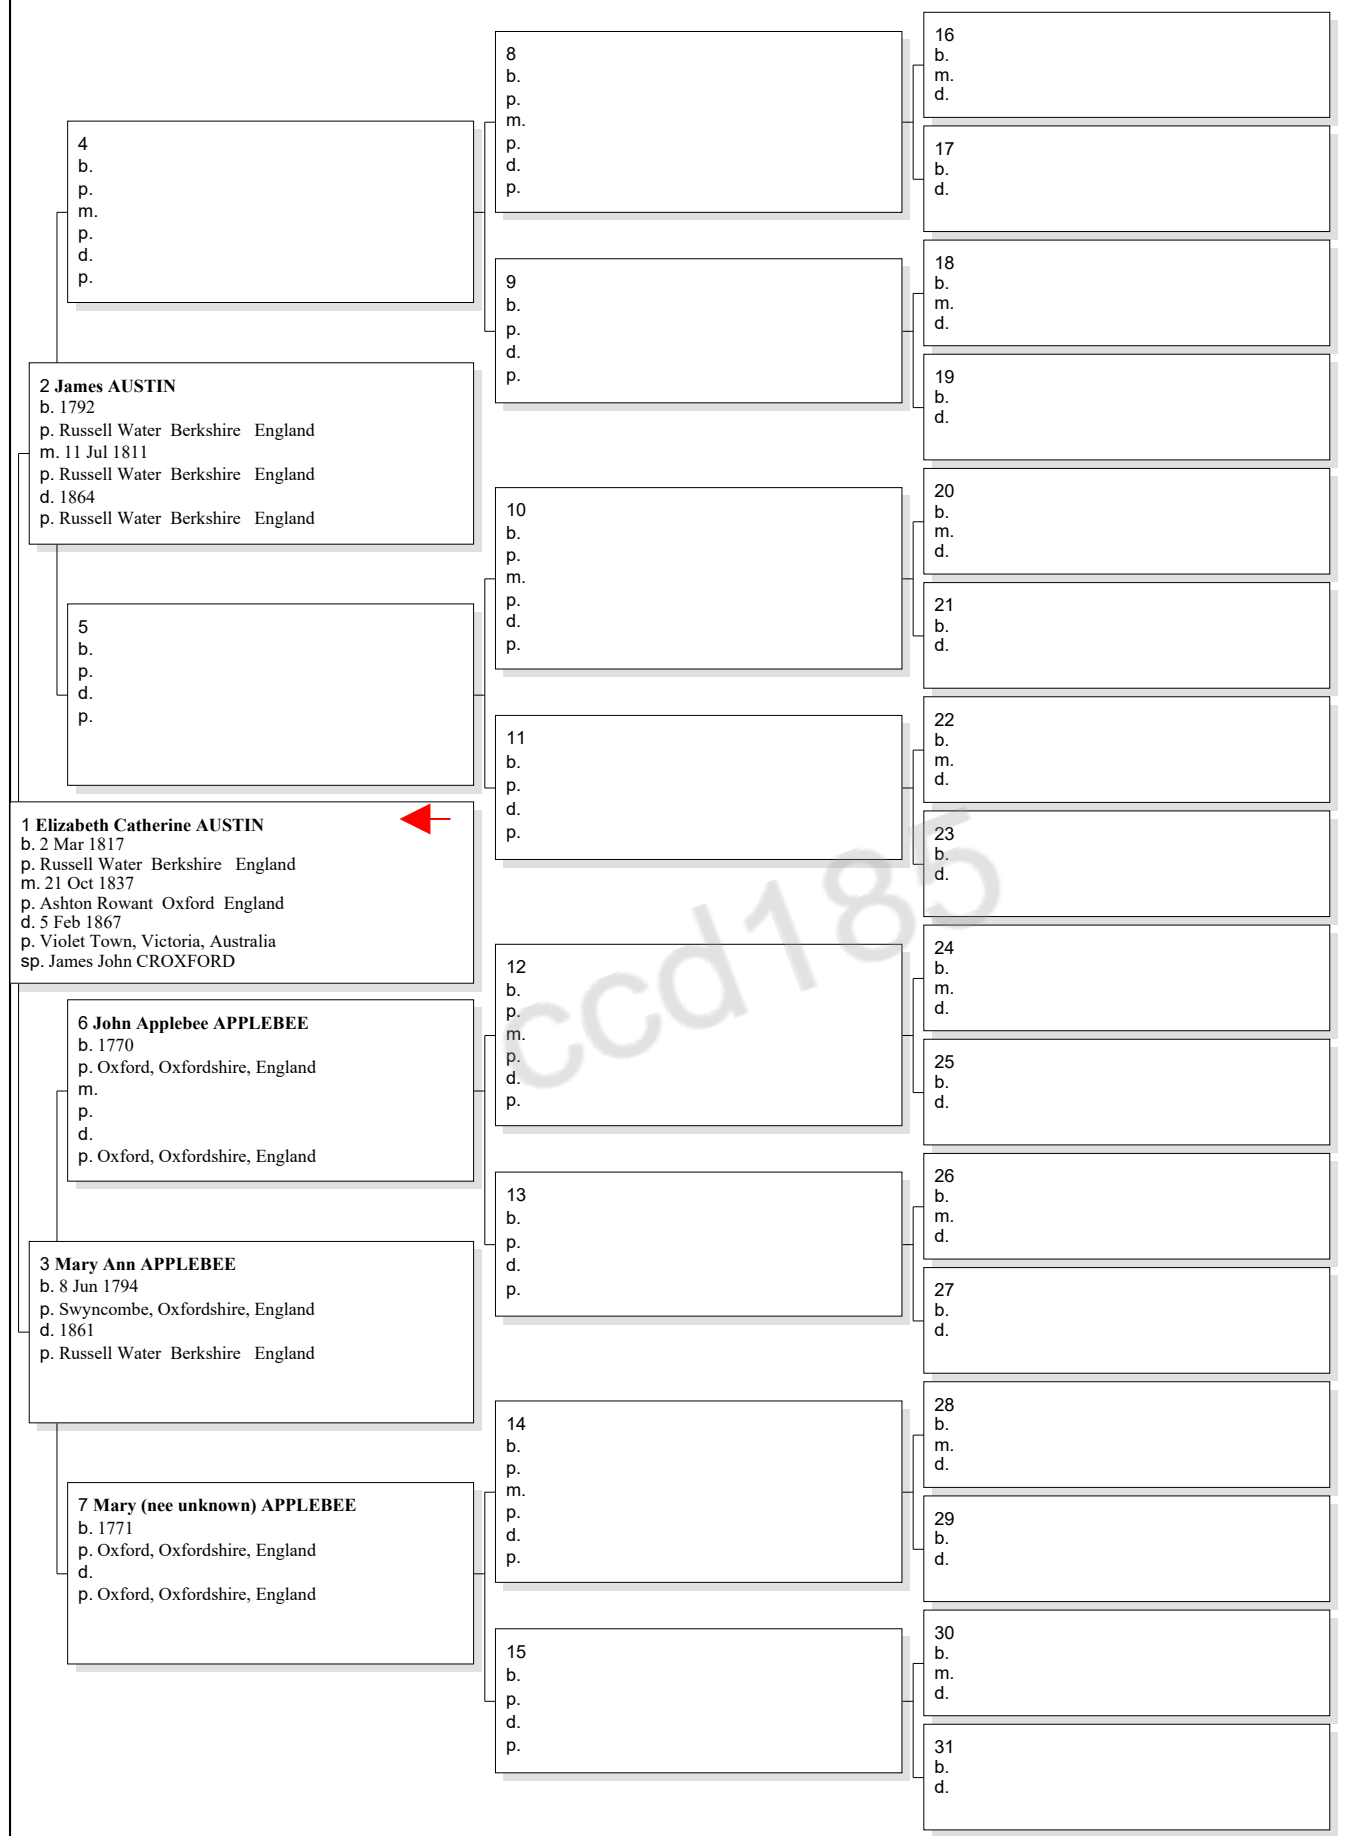 4
b.
p.
m.
p.
d.
p.
2 James AUSTIN
b. 1792
p. Russell Water Berkshire England
m. 11 Jul 1811
p. Russell Water Berkshire England
d. 1864
p. Russell Water Berkshire England
5
b.
p.
d.
p.
1 Elizabeth Catherine AUSTIN
b. 2 Mar 1817
p. Russell Water Berkshire England
m. 21 Oct 1837
p. Ashton Rowant Oxford England
d. 5 Feb 1867
p. Violet Town, Victoria, Australia
sp. James John CROXFORD
6 John Applebee APPLEBEE
b. 1770
p. Oxford, Oxfordshire, England
m.
p.
d.
p. Oxford, Oxfordshire, England
3 Mary Ann APPLEBEE
b. 8 Jun 1794
p. Swyncombe, Oxfordshire, England
d. 1861
p. Russell Water Berkshire England
7 Mary (nee unknown) APPLEBEE
b. 1771
p. Oxford, Oxfordshire, England
d.
p. Oxford, Oxfordshire, England
8
b.
p.
m.
p.
d.
p.
9
b.
p.
d.
p.
10
b.
p.
m.
p.
d.
p.
11
b.
p.
d.
p.
12
b.
p.
m.
p.
d.
p.
13
b.
p.
d.
p.
14
b.
p.
m.
p.
d.
p.
15
b.
p.
d.
p.
16
b.
m.
d.
17
b.
d.
18
b.
m.
d.
19
b.
d.
20
b.
m.
d.
21
b.
d.
22
b.
m.
d.
23
b.
d.
24
b.
m.
d.
25
b.
d.
26
b.
m.
d.
27
b.
d.
28
b.
m.
d.
29
b.
d.
30
b.
m.
d.
31
b.
d.
ccd185